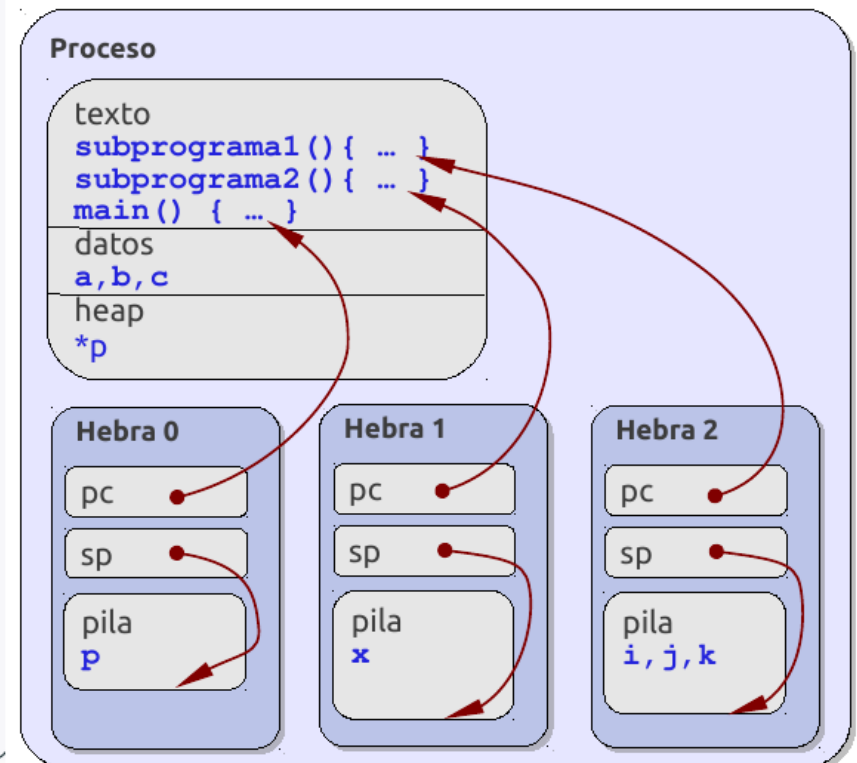 Proceso
texto
subprograma1(){ … }
subprograma2(){ … }
main() { … }
datos
a,b,c
heap
*p
Hebra 0
pc
sp
pila
p
Hebra 1
pc
sp
pila
x
Hebra 2
pc
sp
pila
i,j,k